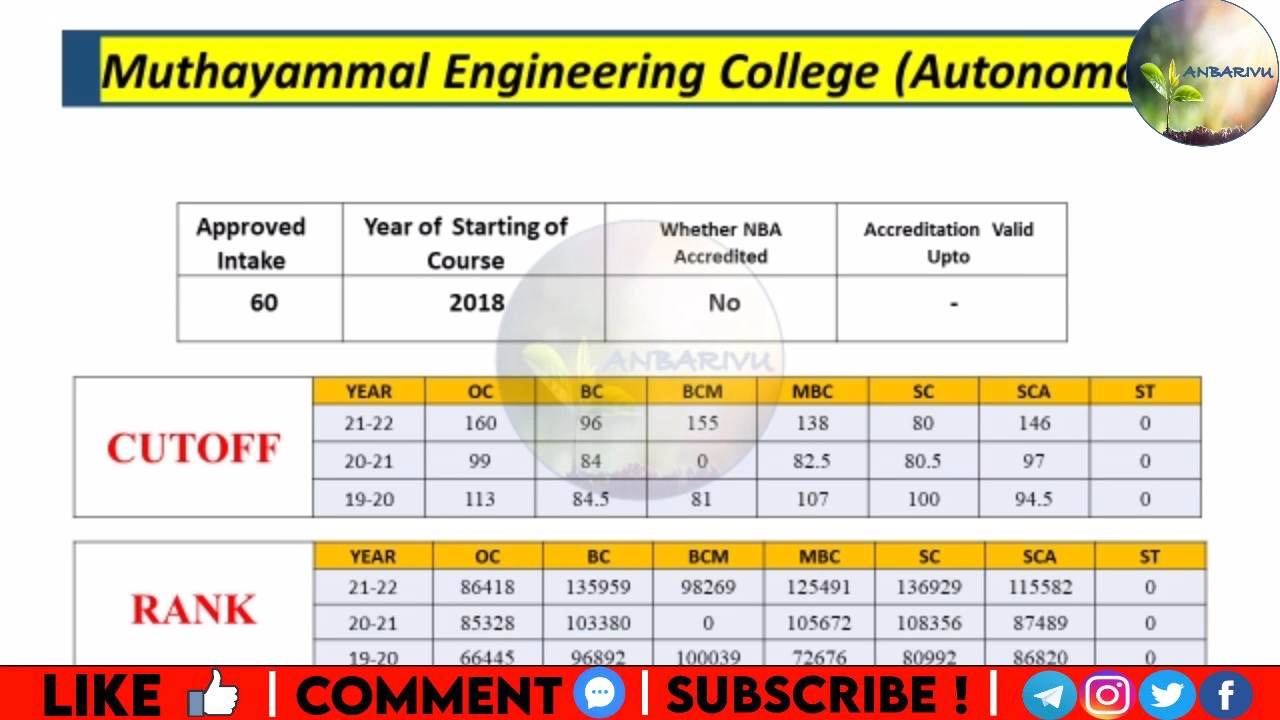 Muthayammal Engineering College (Autonomo
ANBARIVU
Approved Intake Year of Starting of Course Whether NBA Accredited Accreditation Valid Upto
60 2018 No -
ANBARIVU
CUTOFF
YEAR OC BC BCM MBC SC SCA ST
21-22 160 96 155 138 80 146 0
20-21 99 84 0 82.5 80.5 97 0
19-20 113 84.5 81 107 100 94.5 0
RANK
YEAR OC BC BCM MBC SC SCA ST
21-22 86418 135959 98269 125491 136929 115582 0
20-21 85328 103380 0 105672 108356 87489 0
19-20 66445 96892 100039 72676 80992 86820 0
LIKE | COMMENT | SUBSCRIBE ! |